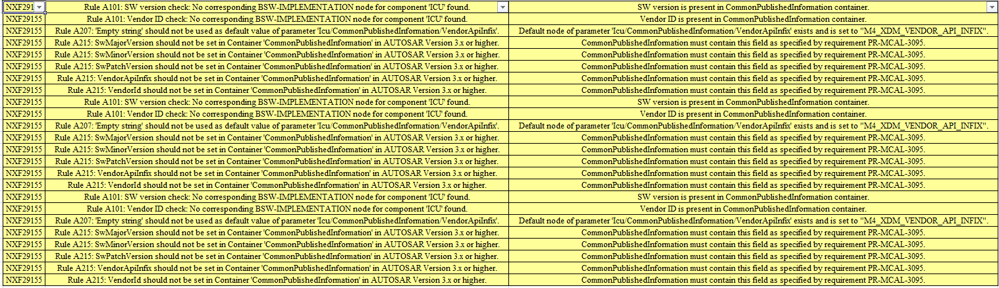 NXF291 Rule A101: SW version check: No corresponding BSW-IMPLEMENTATION node for component 'ICU' found. SW version is present in CommonPublishedInformation container.
NXF29155 Rule A101: Vendor ID check: No corresponding BSW-IMPLEMENTATION node for component 'ICU' found. Vendor ID is present in CommonPublishedInformation container.
NXF29155 Rule A207: 'Empty string' should not be used as default value of parameter 'Icu/CommonPublishedInformation/VendorApiInfix'. Default node of parameter 'Icu/CommonPublishedInformation/VendorApiInfix' exists and is set to "M4_XDM_VENDOR_API_INFIX".
NXF29155 Rule A215: SwMajorVersion should not be set in Container 'CommonPublishedInformation' in AUTOSAR Version 3.x or higher. CommonPublishedInformation must contain this field as specified by requirement PR-MCAL-3095.
NXF29155 Rule A215: SwMinorVersion should not be set in Container 'CommonPublishedInformation' in AUTOSAR Version 3.x or higher. CommonPublishedInformation must contain this field as specified by requirement PR-MCAL-3095.
NXF29155 Rule A215: SwPatchVersion should not be set in Container 'CommonPublishedInformation' in AUTOSAR Version 3.x or higher. CommonPublishedInformation must contain this field as specified by requirement PR-MCAL-3095.
NXF29155 Rule A215: VendorApiInfix should not be set in Container 'CommonPublishedInformation' in AUTOSAR Version 3.x or higher. CommonPublishedInformation must contain this field as specified by requirement PR-MCAL-3095.
NXF29155 Rule A215: VendorId should not be set in Container 'CommonPublishedInformation' in AUTOSAR Version 3.x or higher. CommonPublishedInformation must contain this field as specified by requirement PR-MCAL-3095.
NXF29155 Rule A101: SW version check: No corresponding BSW-IMPLEMENTATION node for component 'ICU' found. SW version is present in CommonPublishedInformation container.
NXF29155 Rule A101: Vendor ID check: No corresponding BSW-IMPLEMENTATION node for component 'ICU' found. Vendor ID is present in CommonPublishedInformation container.
NXF29155 Rule A207: 'Empty string' should not be used as default value of parameter 'Icu/CommonPublishedInformation/VendorApiInfix'. Default node of parameter 'Icu/CommonPublishedInformation/VendorApiInfix' exists and is set to "M4_XDM_VENDOR_API_INFIX".
NXF29155 Rule A215: SwMajorVersion should not be set in Container 'CommonPublishedInformation' in AUTOSAR Version 3.x or higher. CommonPublishedInformation must contain this field as specified by requirement PR-MCAL-3095.
NXF29155 Rule A215: SwMinorVersion should not be set in Container 'CommonPublishedInformation' in AUTOSAR Version 3.x or higher. CommonPublishedInformation must contain this field as specified by requirement PR-MCAL-3095.
NXF29155 Rule A215: SwPatchVersion should not be set in Container 'CommonPublishedInformation' in AUTOSAR Version 3.x or higher. CommonPublishedInformation must contain this field as specified by requirement PR-MCAL-3095.
NXF29155 Rule A215: VendorApiInfix should not be set in Container 'CommonPublishedInformation' in AUTOSAR Version 3.x or higher. CommonPublishedInformation must contain this field as specified by requirement PR-MCAL-3095.
NXF29155 Rule A215: VendorId should not be set in Container 'CommonPublishedInformation' in AUTOSAR Version 3.x or higher. CommonPublishedInformation must contain this field as specified by requirement PR-MCAL-3095.
NXF29155 Rule A101: SW version check: No corresponding BSW-IMPLEMENTATION node for component 'ICU' found. SW version is present in CommonPublishedInformation container.
NXF29155 Rule A101: Vendor ID check: No corresponding BSW-IMPLEMENTATION node for component 'ICU' found. Vendor ID is present in CommonPublishedInformation container.
NXF29155 Rule A207: 'Empty string' should not be used as default value of parameter 'Icu/CommonPublishedInformation/VendorApiInfix'. Default node of parameter 'Icu/CommonPublishedInformation/VendorApiInfix' exists and is set to "M4_XDM_VENDOR_API_INFIX".
NXF29155 Rule A215: SwMajorVersion should not be set in Container 'CommonPublishedInformation' in AUTOSAR Version 3.x or higher. CommonPublishedInformation must contain this field as specified by requirement PR-MCAL-3095.
NXF29155 Rule A215: SwMinorVersion should not be set in Container 'CommonPublishedInformation' in AUTOSAR Version 3.x or higher. CommonPublishedInformation must contain this field as specified by requirement PR-MCAL-3095.
NXF29155 Rule A215: SwPatchVersion should not be set in Container 'CommonPublishedInformation' in AUTOSAR Version 3.x or higher. CommonPublishedInformation must contain this field as specified by requirement PR-MCAL-3095.
NXF29155 Rule A215: VendorApiInfix should not be set in Container 'CommonPublishedInformation' in AUTOSAR Version 3.x or higher. CommonPublishedInformation must contain this field as specified by requirement PR-MCAL-3095.
NXF29155 Rule A215: VendorId should not be set in Container 'CommonPublishedInformation' in AUTOSAR Version 3.x or higher. CommonPublishedInformation must contain this field as specified by requirement PR-MCAL-3095.